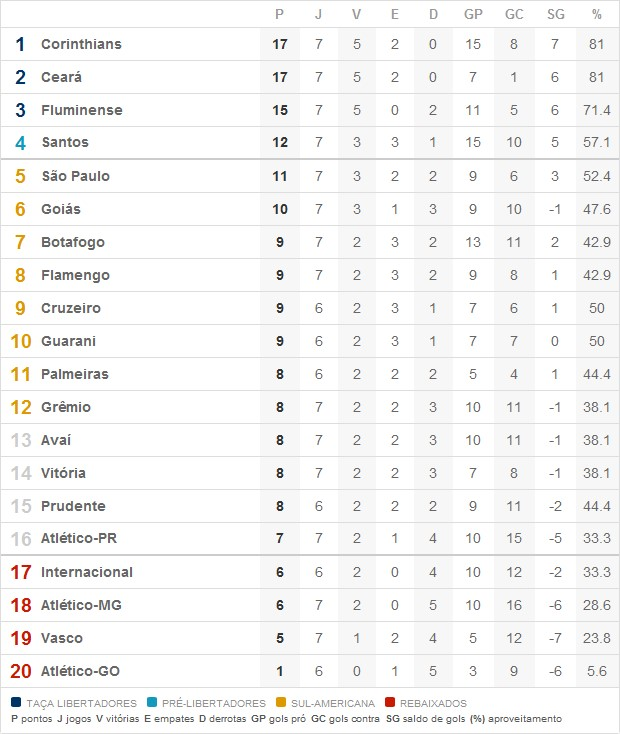 P J V E D GP GC SG %
1 Corinthians 17 7 5 2 0 15 8 7 81
2 Ceará 17 7 5 2 0 7 1 6 81
3 Fluminense 15 7 5 0 2 11 5 6 71.4
4 Santos 12 7 3 3 1 15 10 5 57.1
5 São Paulo 11 7 3 2 2 9 6 3 52.4
6 Goiás 10 7 3 1 3 9 10 -1 47.6
7 Botafogo 9 7 2 3 2 13 11 2 42.9
8 Flamengo 9 7 2 3 2 9 8 1 42.9
9 Cruzeiro 9 6 2 3 1 7 6 1 50
10 Guarani 9 6 2 3 1 7 7 0 50
11 Palmeiras 8 6 2 2 2 5 4 1 44.4
12 Grêmio 8 7 2 2 3 10 11 -1 38.1
13 Avaí 8 7 2 2 3 10 11 -1 38.1
14 Vitória 8 7 2 2 3 7 8 -1 38.1
15 Prudente 8 6 2 2 2 9 11 -2 44.4
16 Atlético-PR 7 7 2 1 4 10 15 -5 33.3
17 Internacional 6 6 2 0 4 10 12 -2 33.3
18 Atlético-MG 6 7 2 0 5 10 16 -6 28.6
19 Vasco 5 7 1 2 4 5 12 -7 23.8
20 Atlético-GO 1 6 0 1 5 3 9 -6 5.6
TAÇA LIBERTADORES PRÉ-LIBERTADORES SUL-AMERICANA REBAIXADOS
P pontos J jogos V vitórias E empates D derrotas GP gols pró GC gols contra SG saldo de gols (%) aproveitamento